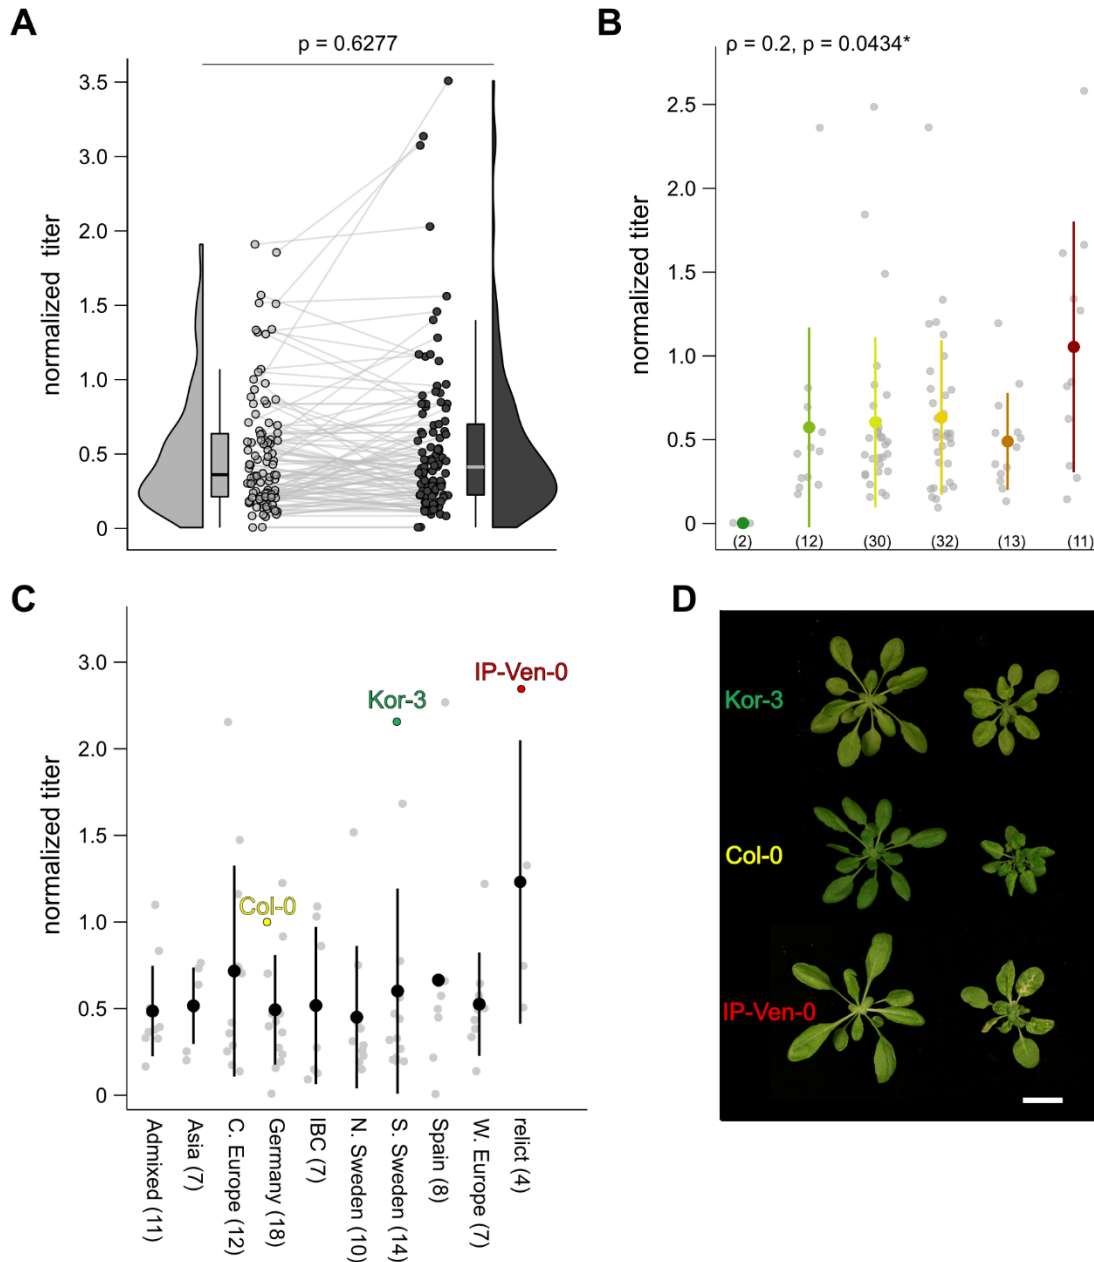 A
p = 0.6277
normalized titer
3.5
3.0
2.5
2.0
1.5
1.0
0.5
0
B
ρ = 0.2, p = 0.0434*
normalized titer
2.5
2.0
1.5
1.0
0.5
0
(2)
(12)
(30)
(32)
(13)
(11)
C
normalized titer
3.0
2.0
1.5
1.0
0.5
0
IP-Ven-0
Kor-3
Col-0
Admixed (11)
Asia (7)
C. Europe (12)
Germany (18)
IBC (7)
N. Sweden (10)
S. Sweden (14)
Spain (8)
W. Europe (7)
relict (4)
D
Kor-3
Col-0
IP-Ven-0